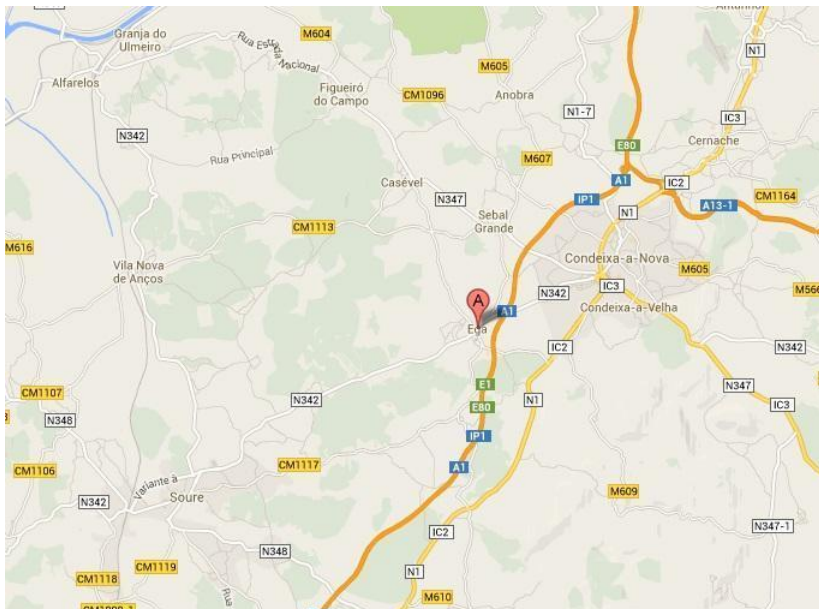 Granja do
Ulmeiro
Alfarelos
Rua
Nacional
M604
M605
Anobra
CM1096
Figueiró
do Campo
N1-7
N1
IC3
Cernache
N342
Rua Principal
M607
E80
A1
IC2
CM1164
Casével
IP1
A13-1
N347
N1
Sebal
Grande
CM1113
M616
Condeixa-a-Nova
Vila Nova
de Anços
M605
M566
A
N342
IC3
Condeixa-a-Velha
A1
Ega
IC2
N342
E1
N347
CM1107
N342
N1
E80
IC3
N348
IP1
CM1106
CM1117
A1
Variante à
Soure
M609
N342
N347-1
IC2
N348
CM1119
CM1118
N1
Rua
M610